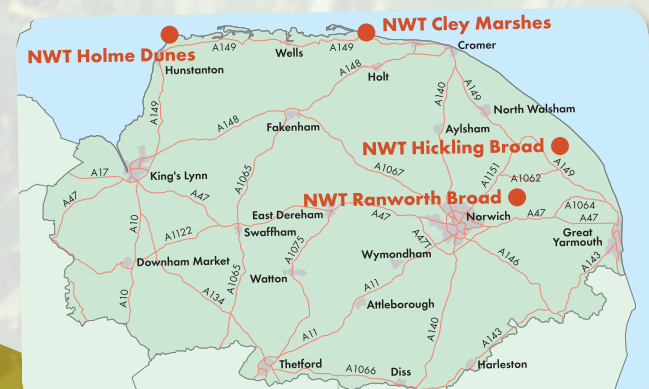 NWT Cley Marshes
NWT Holme Dunes
A149
Wells
A149
Cromer
Hunstanton
A148
Holt
A149
A140
A149
North Walsham
A148
Fakenham
Aylsham
NWT Hickling Broad
A149
A17
King's Lynn
A1065
A1067
A1151
A1062
A47
A47
NWT Ranworth Broad
A1064
A10
East Dereham
A47
Norwich
A47
A47
A1122
Swaffham
A47T
Great
Yarmouth
A1075
Wymondham
A146
Downham Market
A1065
Watton
A143
A10
A134
A11
Attleborough
A11
A140
A143
Thetford
A1066
Diss
Harleston